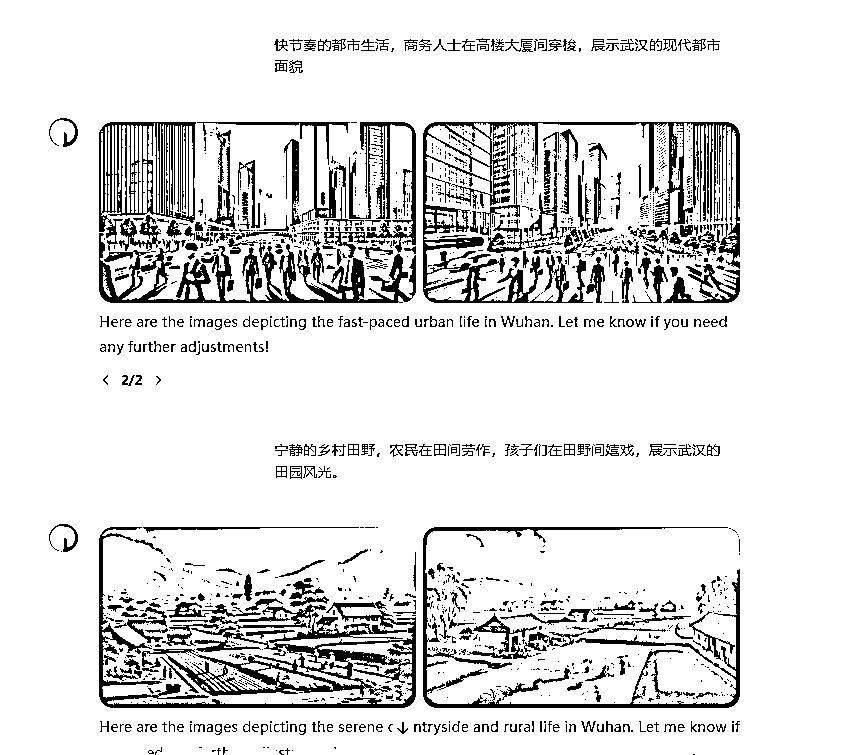 快节奏的都市生活，商务人士在高楼大厦间穿梭，展示武汉的现代都市
面貌
Here are the images depicting the fast-paced urban life in Wuhan. Let me know if you need
any further adjustments!
2/2
宁静的乡村田野，农民在田间劳作，孩子们在田野间嬉戏，展示武汉的
田园风光。
Here are the images depicting the serene c ntryside and rural life in Wuhan. Let me know if